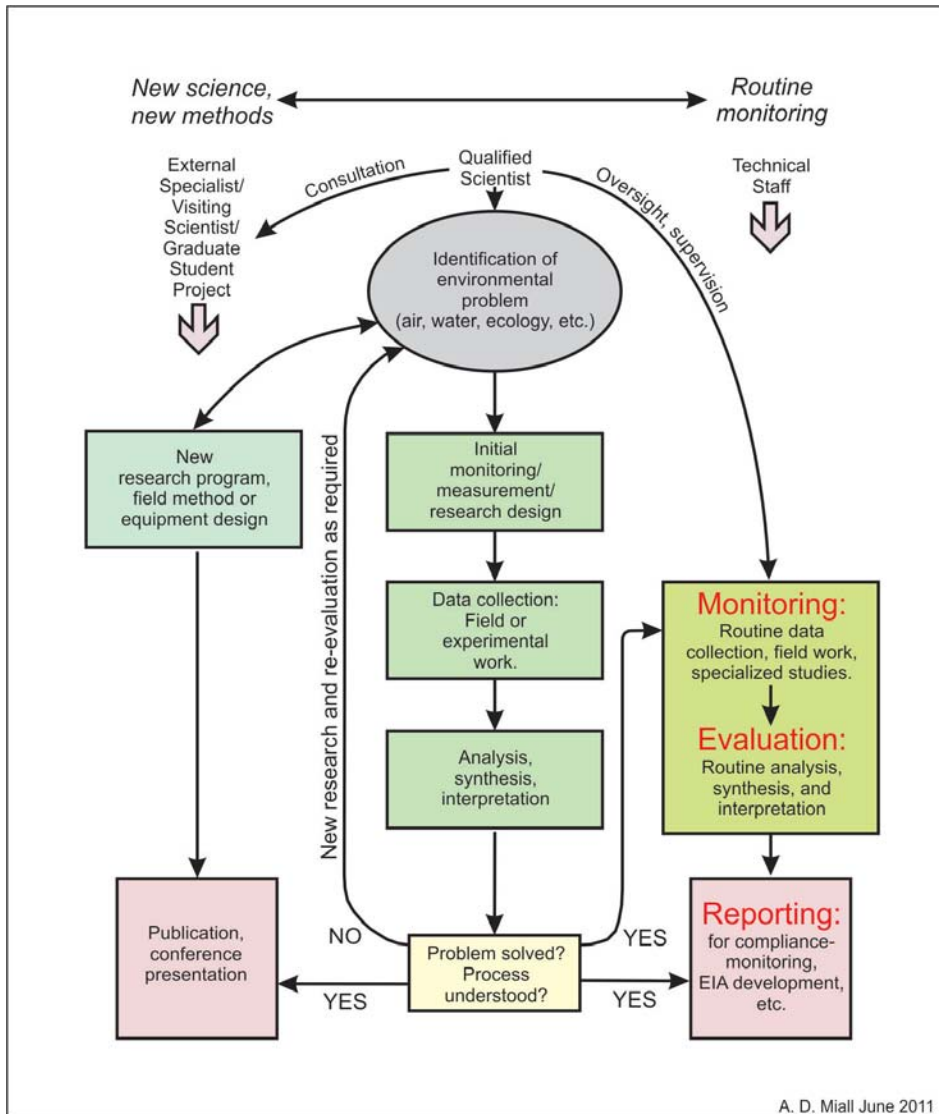 New science,
new methods
Routine
monitoring
External
Specialist/
Visiting
Scientist/
Graduate
Student
Project
Consultation
Qualified
Scientist
Oversight, supervision
Technical
Staff
Identification of
environmental
problem
(air, water, ecology, etc.)
New
research program,
field method or
equipment design
New research and re-evaluation as required
Initial
monitoring/
measurement/
research design
Data collection:
Field or
experimental
work.
Analysis,
synthesis,
interpretation
Monitoring:
Routine data
collection, field work,
specialized studies.
Evaluation:
Routine analysis,
synthesis, and
interpretation
Publication,
conference
presentation
NO
YES
Problem solved?
Process
understood?
YES
YES
Reporting:
for compliance-
monitoring,
EIA development,
etc.
A. D. Miall June 2011